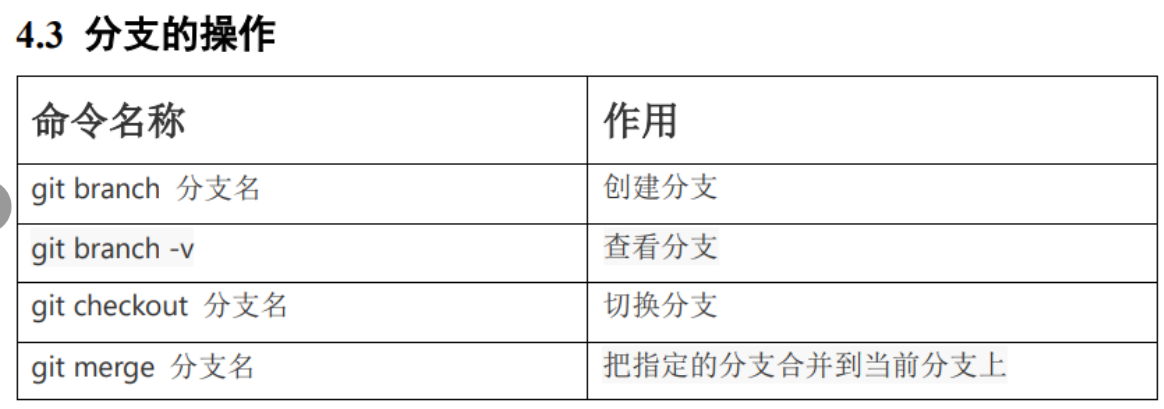 4.3 分支的操作
命令名称 作用
git branch 分支名 创建分支
git branch -v 查看分支
git checkout 分支名 切换分支
git merge 分支名 把指定的分支合并到当前分支上